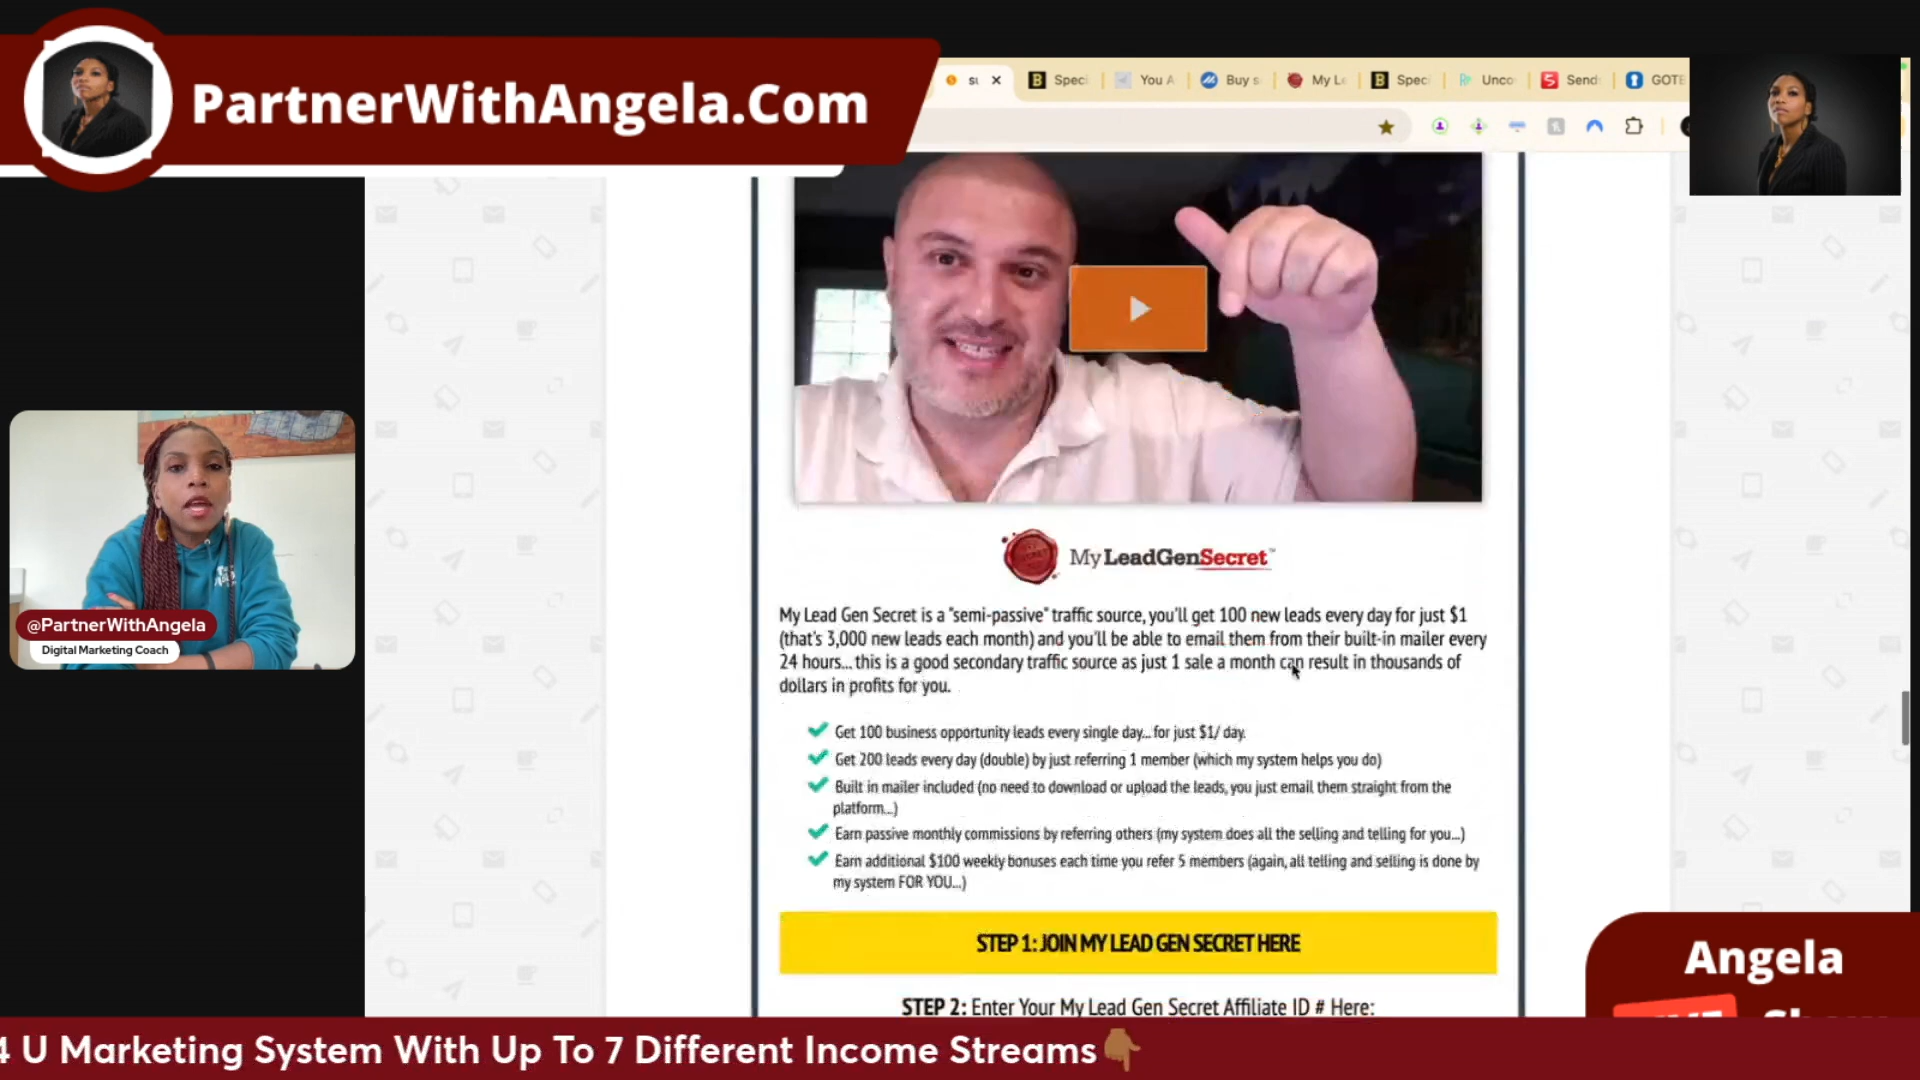 PartnerWithAngela.Com
Speci
You A
Buy s
My Le
Speci
Unco
Send
GOTE
@PartnerWithAngela
Digital Marketing Coach
My LeadGenSecret™
My Lead Gen Secret is a "semi-passive" traffic source, you'll get 100 new leads every day for just $1
(that's 3,000 new leads each month) and you'll be able to email them from their built-in mailer every
24 hours... this is a good secondary traffic source as just 1 sale a month can result in thousands of
dollars in profits for you.
Get 100 business opportunity leads every single day... for just $1/ day.
Get 200 leads every day (double) by just referring 1 member (which my system helps you do)
Built in mailer included (no need to download or upload the leads, you just email them straight from the
platform...)
Earn passive monthly commissions by referring others (my system does all the selling and telling for you...)
Earn additional $100 weekly bonuses each time you refer 5 members (again, all telling and selling is done by
my system FOR YOU...)
STEP 1: JOIN MY LEAD GEN SECRET HERE
STEP 2: Enter Your My Lead Gen Secret Affiliate ID # Here:
Angela
4 U Marketing System With Up To 7 Different Income Streams